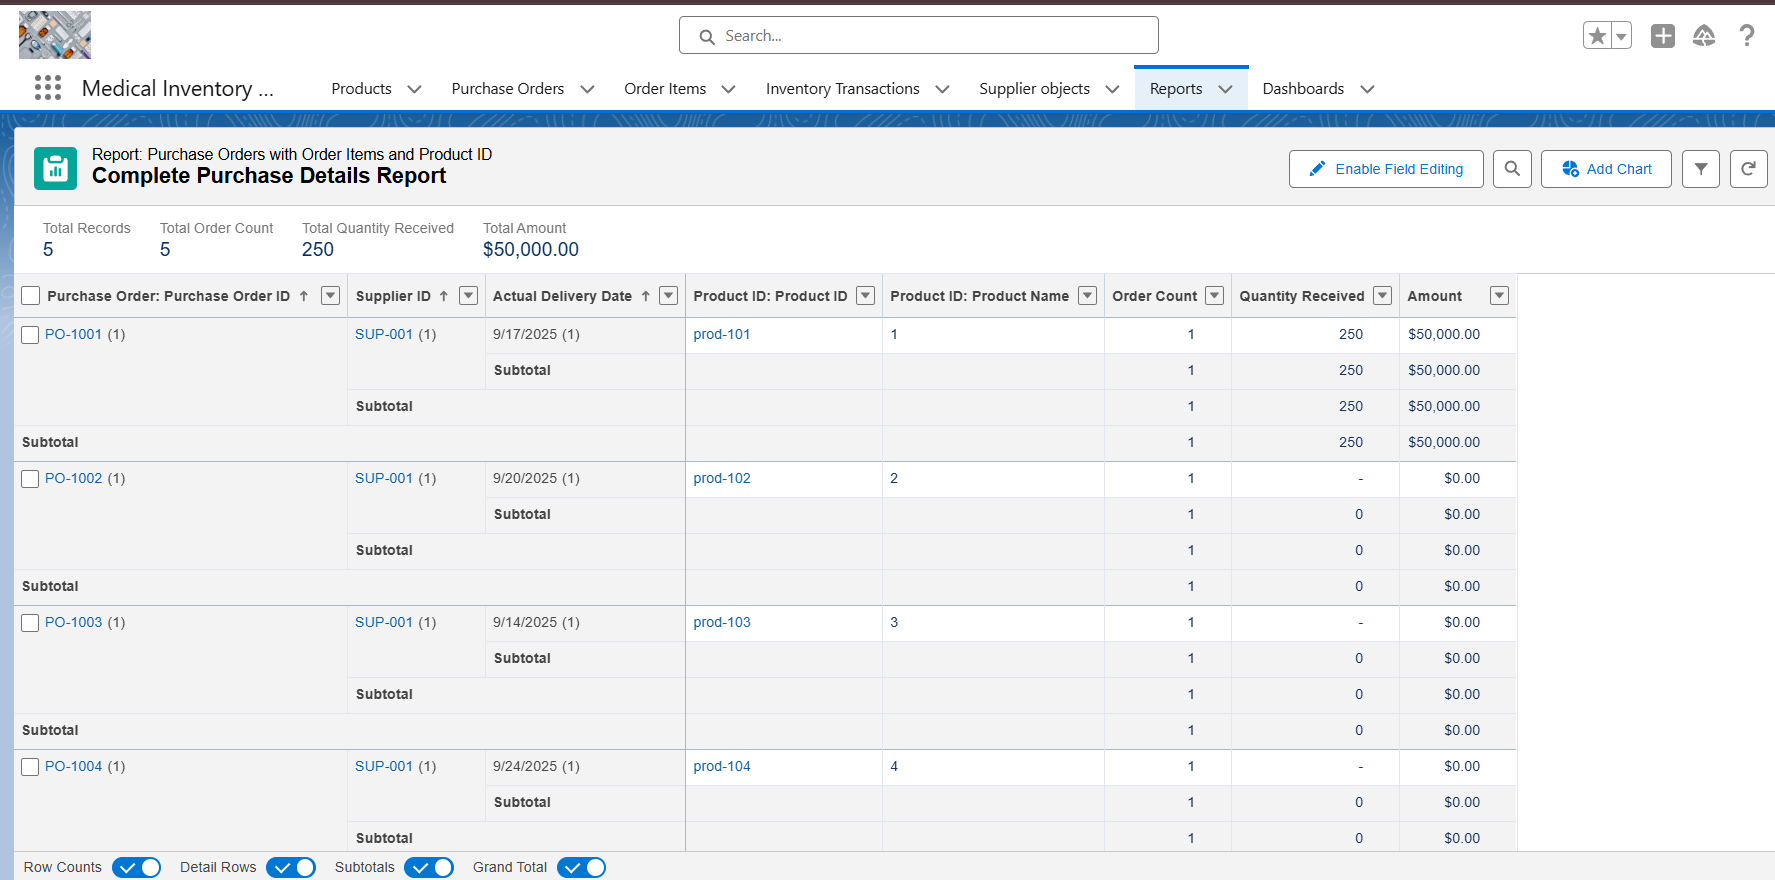 Search...
Medical Inventory ... Products Purchase Orders Order Items Inventory Transactions Supplier objects Reports Dashboards
Report: Purchase Orders with Order Items and Product ID
Complete Purchase Details Report
Enable Field Editing Add Chart
Total Records Total Order Count Total Quantity Received Total Amount
5 5 250 $50,000.00
Purchase Order: Purchase Order ID ↑ Supplier ID ↑ Actual Delivery Date ↑ Product ID: Product ID Product ID: Product Name Order Count Quantity Received Amount
PO-1001 (1) SUP-001 (1) 9/17/2025 (1) prod-101 1 1 250 $50,000.00
Subtotal 1 250 $50,000.00
Subtotal 1 250 $50,000.00
Subtotal 1 250 $50,000.00
PO-1002 (1) SUP-001 (1) 9/20/2025 (1) prod-102 2 1 - $0.00
Subtotal 1 0 $0.00
Subtotal 1 0 $0.00
Subtotal 1 0 $0.00
PO-1003 (1) SUP-001 (1) 9/14/2025 (1) prod-103 3 1 - $0.00
Subtotal 1 0 $0.00
Subtotal 1 0 $0.00
Subtotal 1 0 $0.00
PO-1004 (1) SUP-001 (1) 9/24/2025 (1) prod-104 4 1 - $0.00
Subtotal 1 0 $0.00
Subtotal 1 0 $0.00
Row Counts Detail Rows Subtotals Grand Total